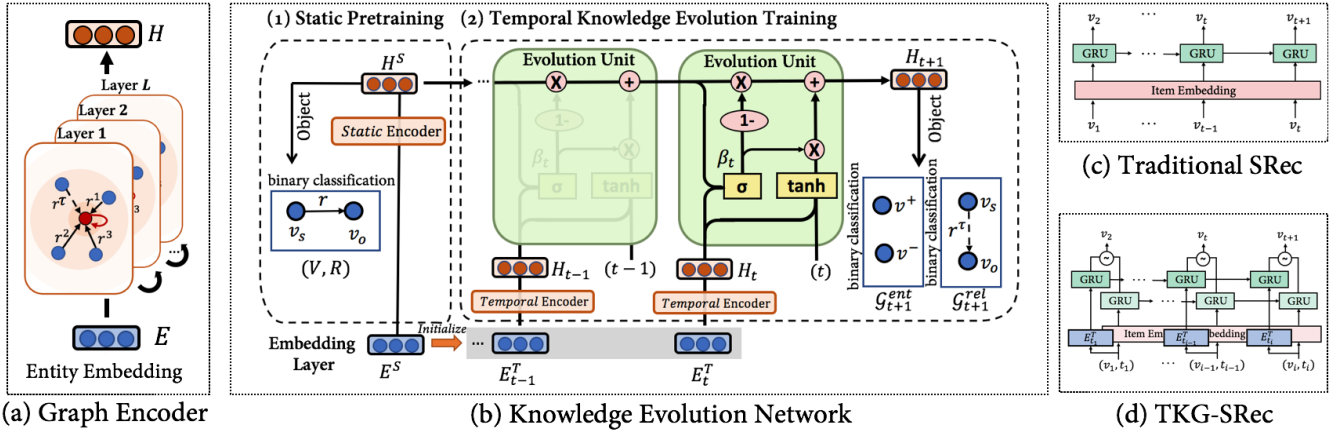 H
Layer L
Layer 2
Layer 1
r^τ r^1
r^2 r^3
3
...
E
Entity Embedding
(a) Graph Encoder
(1) Static Pretraining
H^S
Object
Static Encoder
binary classification
r
v_s v_o
(V, R)
Embedding Layer
E^S
Initialize
(2) Temporal Knowledge Evolution Training
...
Evolution Unit
X +
1-
β_t X
σ tanh
H_{t-1} (t − 1)
Temporal Encoder
...
E^T_{t-1}
Evolution Unit
X +
1-
β_t X
σ tanh
H_t (t)
Temporal Encoder
E^T_t
H_{t+1}
Object
binary classification
v^+
v^-
G^{ent}_{t+1}
binary classification
v_s
r^τ
v_o
G^{rel}_{t+1}
(b) Knowledge Evolution Network
v_2 ... v_t v_{t+1}
GRU ... GRU GRU
Item Embedding
v_1 ... v_{t-1} v_t
(c) Traditional SRec
v_2 ... v_t v_{t+1}
~ ~ ~
GRU ... GRU GRU
GRU ... GRU GRU
E^T_{t_1} Item Em E^T_{t_{i-1}} bedding E^T_{t_i}
(v_1, t_1) ... (v_{i-1}, t_{i-1}) (v_i, t_i)
(d) TKG-SRec